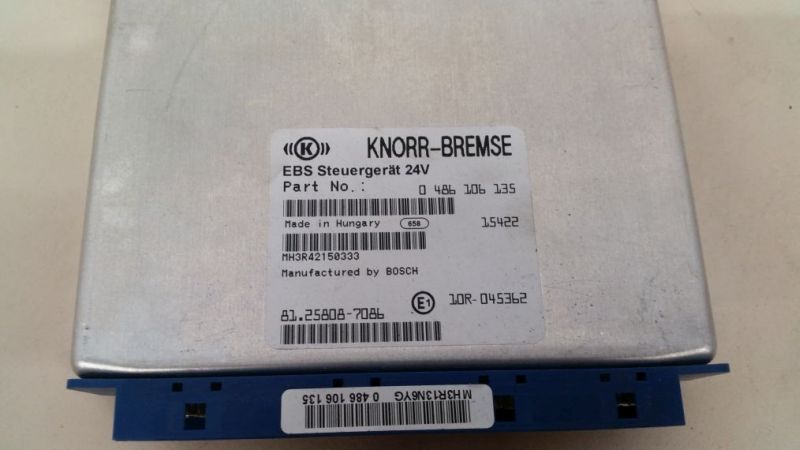 K KNORR-BREMSE
EBS Steuergerät 24V
Part No.: 0 486 106 135
Made in Hungary 658 15422
MH3R42150333
Manufactured by BOSCH
E1 10R-045362
81.25808-7086
MH3R13N6YG
0 486 106 135